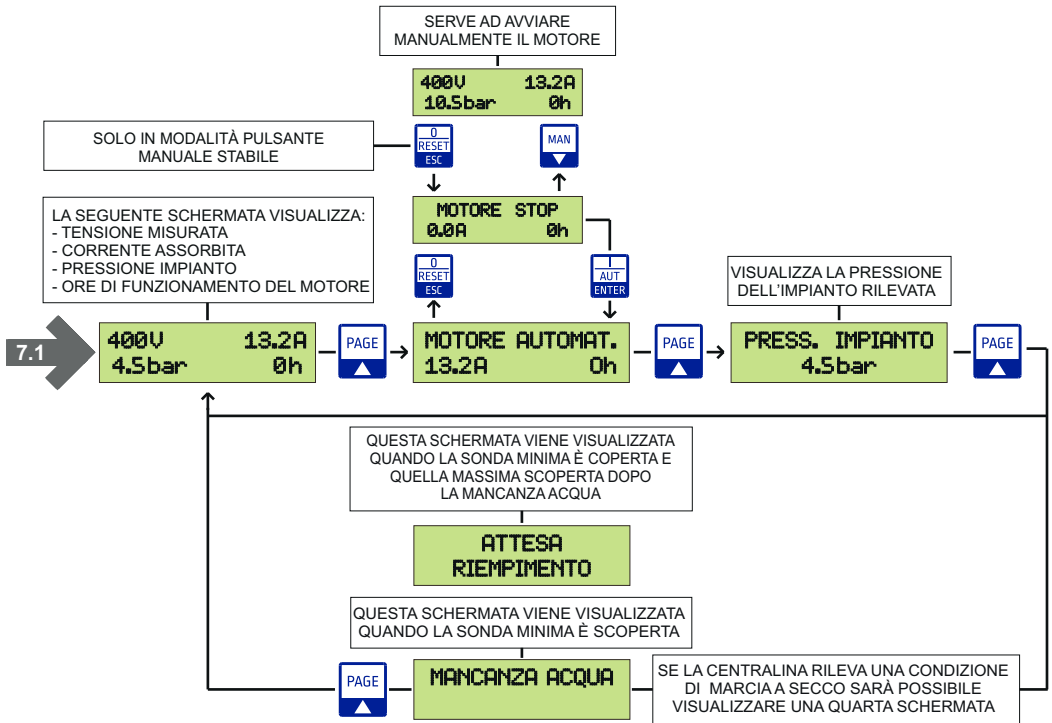 SERVE AD AVVIARE
MANUALMENTE IL MOTORE
400V 13.2A
10.5bar 0h
SOLO IN MODALITÀ PULSANTE
MANUALE STABILE
0
RESET
ESC
MAN
MOTORE STOP
0.0A 0h
LA SEGUENTE SCHERMATA VISUALIZZA:
- TENSIONE MISURATA
- CORRENTE ASSORBITA
- PRESSIONE IMPIANTO
- ORE DI FUNZIONAMENTO DEL MOTORE
0
RESET
ESC
I
AUT
ENTER
VISUALIZZA LA PRESSIONE
DELL'IMPIANTO RILEVATA
7.1
400V 13.2A
4.5bar 0h
PAGE
MOTORE AUTOMAT.
13.2A 0h
PAGE
PRESS. IMPIANTO
4.5bar
PAGE
QUESTA SCHERMATA VIENE VISUALIZZATA
QUANDO LA SONDA MINIMA È COPERTA E
QUELLA MASSIMA SCOPERTA DOPO
LA MANCANZA ACQUA
ATTESA
RIEMPIMENTO
QUESTA SCHERMATA VIENE VISUALIZZATA
QUANDO LA SONDA MINIMA È SCOPERTA
PAGE
MANCANZA ACQUA
SE LA CENTRALINA RILEVA UNA CONDIZIONE
DI MARCIA A SECCO SARÀ POSSIBILE
VISUALIZZARE UNA QUARTA SCHERMATA